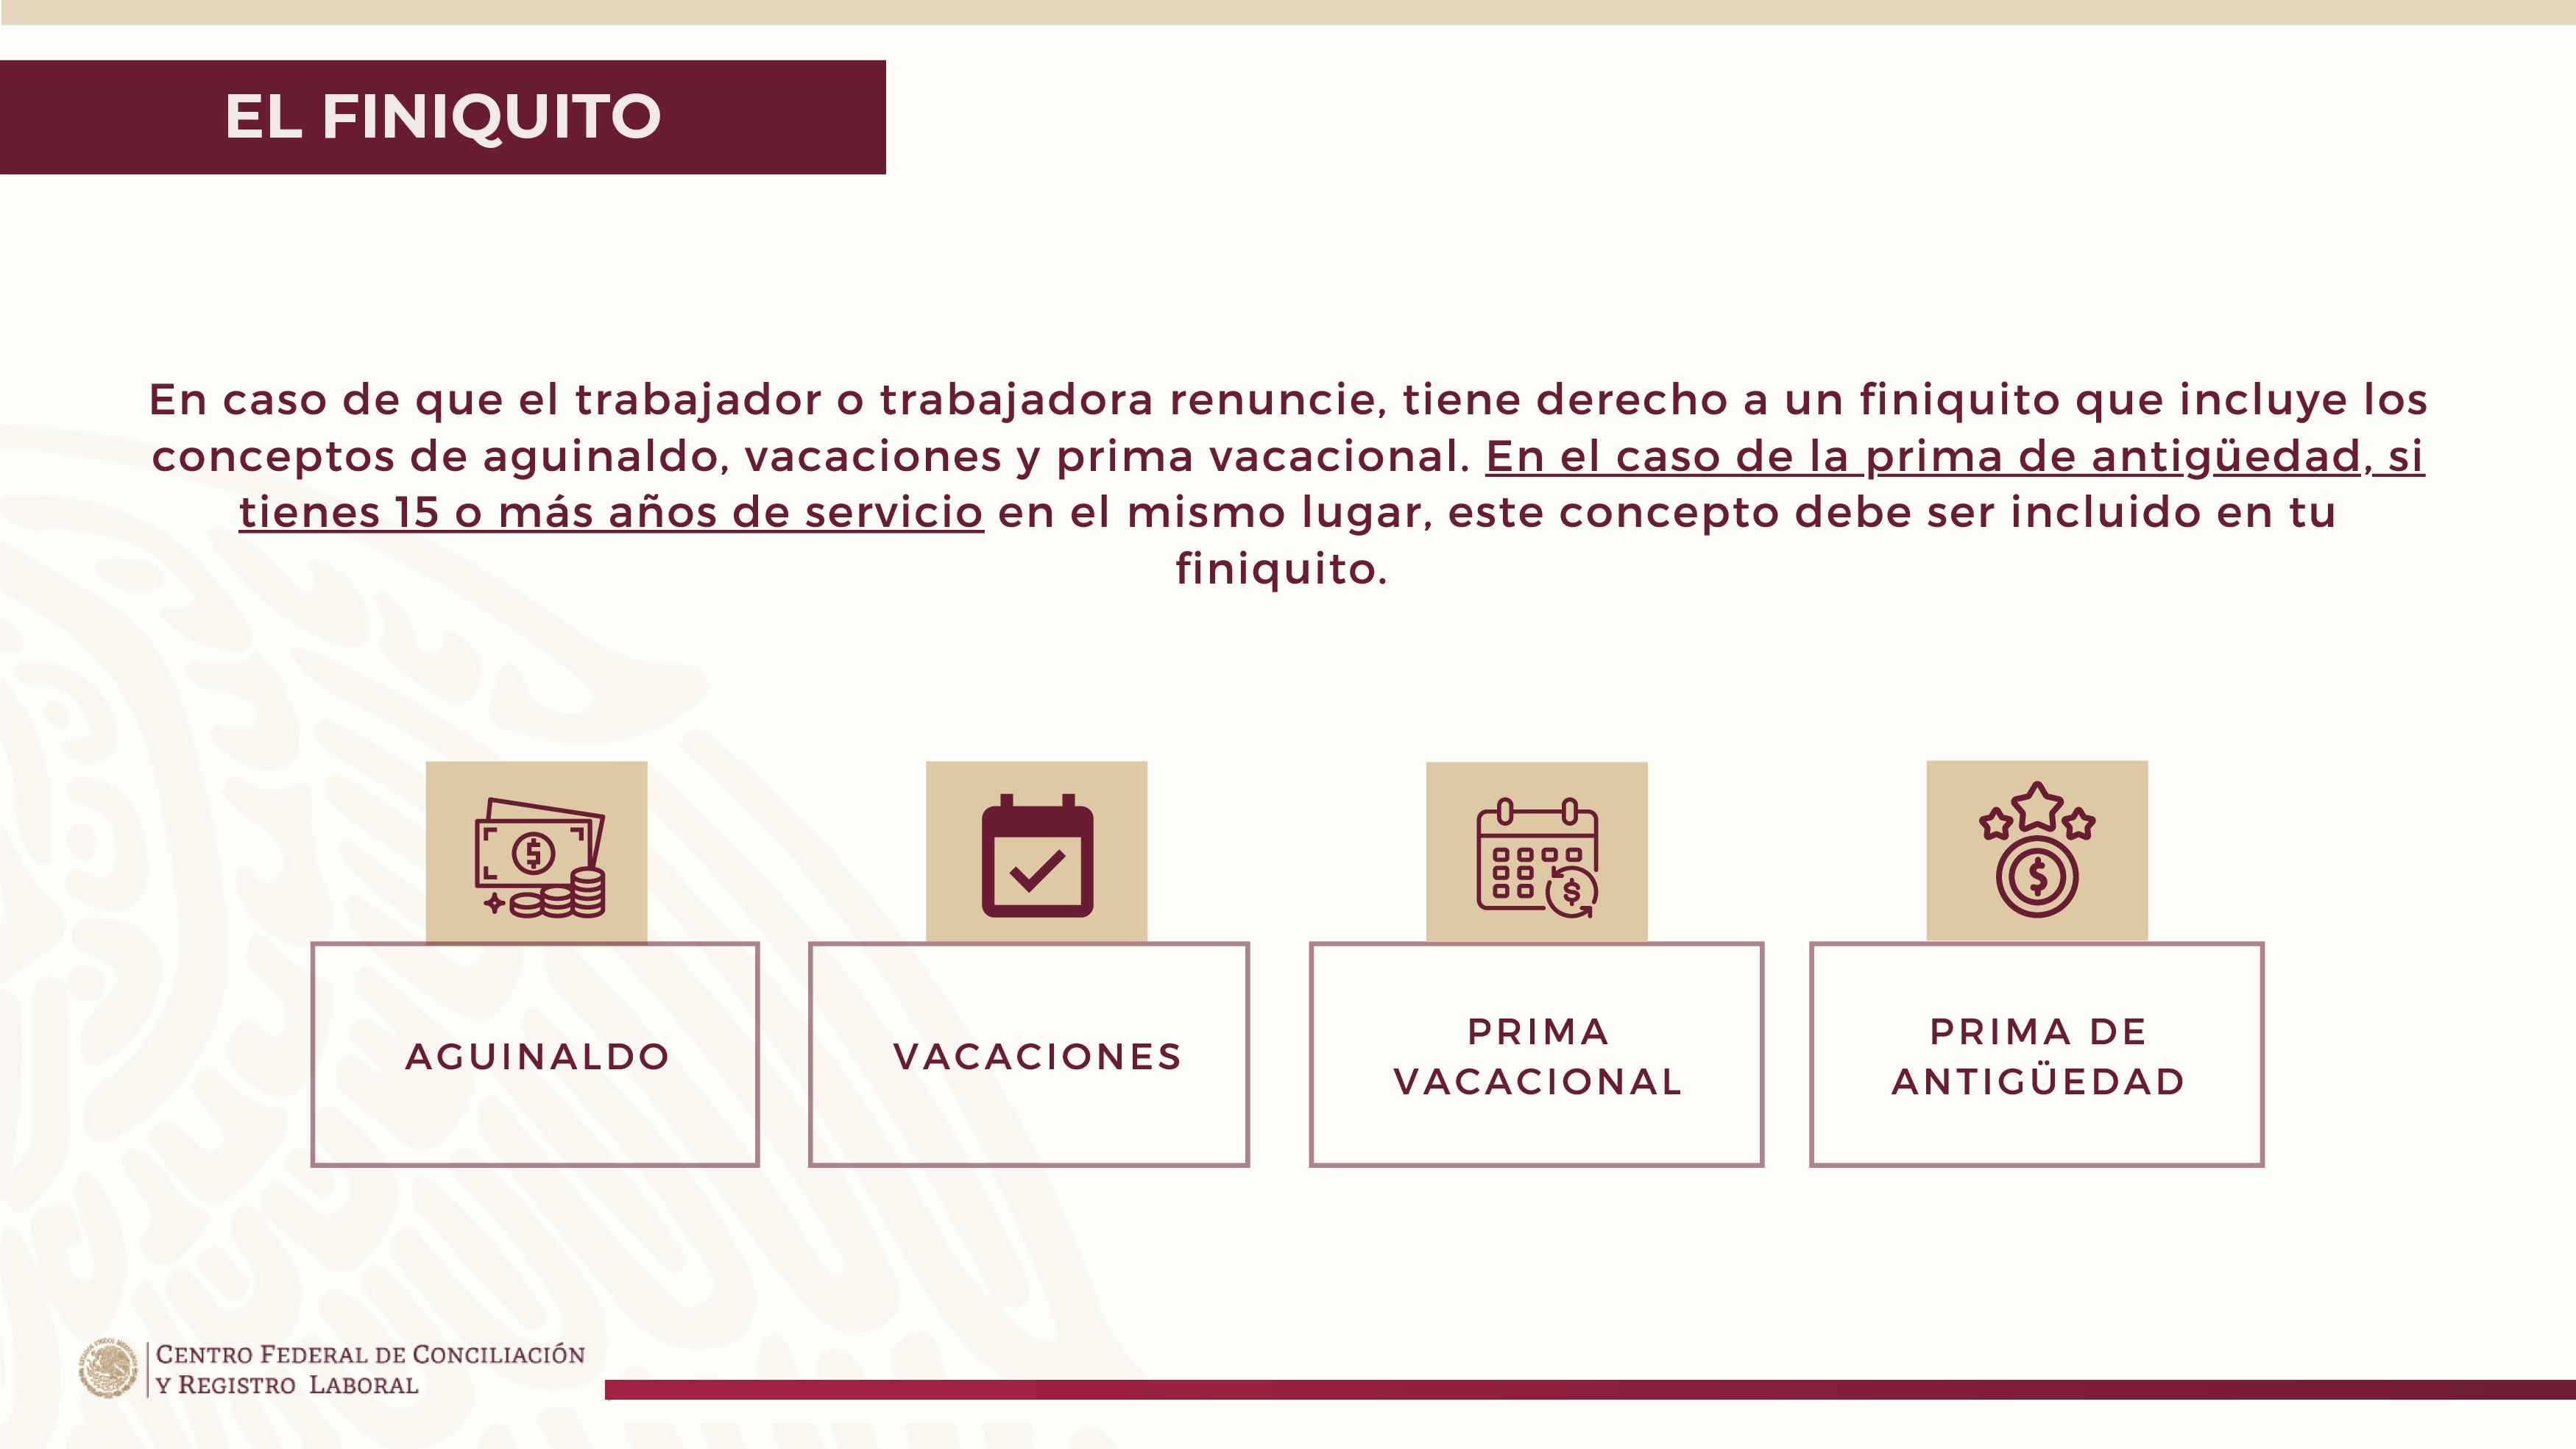 EL FINIQUITO
En caso de que el trabajador o trabajadora renuncie, tiene derecho a un finiquito que incluye los
conceptos de aguinaldo, vacaciones y prima vacacional. En el caso de la prima de antigüedad, si
tienes 15 o más años de servicio en el mismo lugar, este concepto debe ser incluido en tu
finiquito.
AGUINALDO
VACACIONES
PRIMA
VACACIONAL
PRIMA DE
ANTIGÜEDAD
CENTRO FEDERAL DE CONCILIACIÓN
Y REGISTRO LABORAL